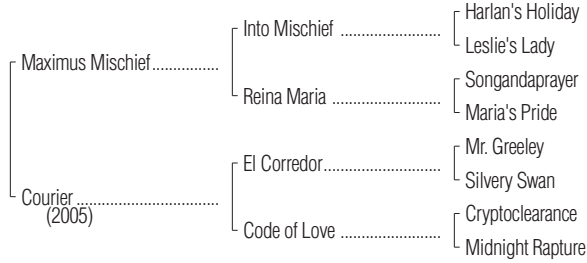 Harlan's Holiday
Into Mischief ..................
Leslie's Lady
Maximus Mischief................
Songandaprayer
Reina Maria ....................
Maria's Pride
Mr. Greeley
El Corredor.....................
Silvery Swan
Courier ..................................
(2005)
Cryptoclearance
Code of Love ..................
Midnight Rapture